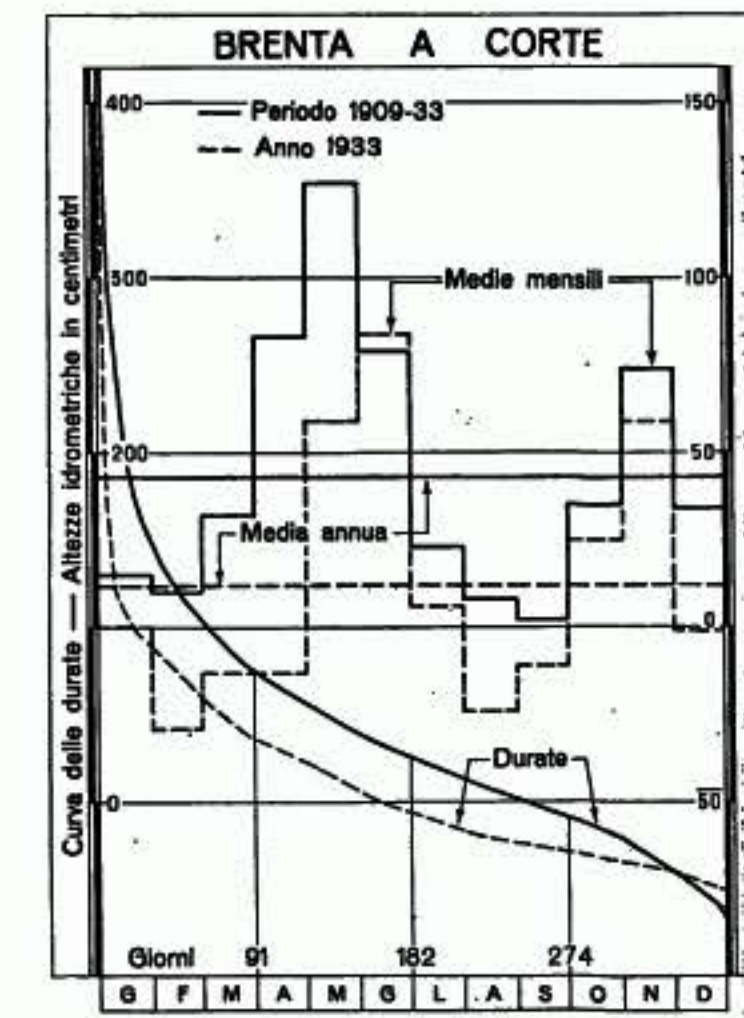 BRENTA A CORTE
400
Periodo 1909-33
150
Anno 1933
300
Medie mensili
100
200
50
Media annua
0
Durate
0
50
Curva delle durate — Altezze idrometriche in centimetri
Giorni 91 182 274
G F M A M G L A S O N D